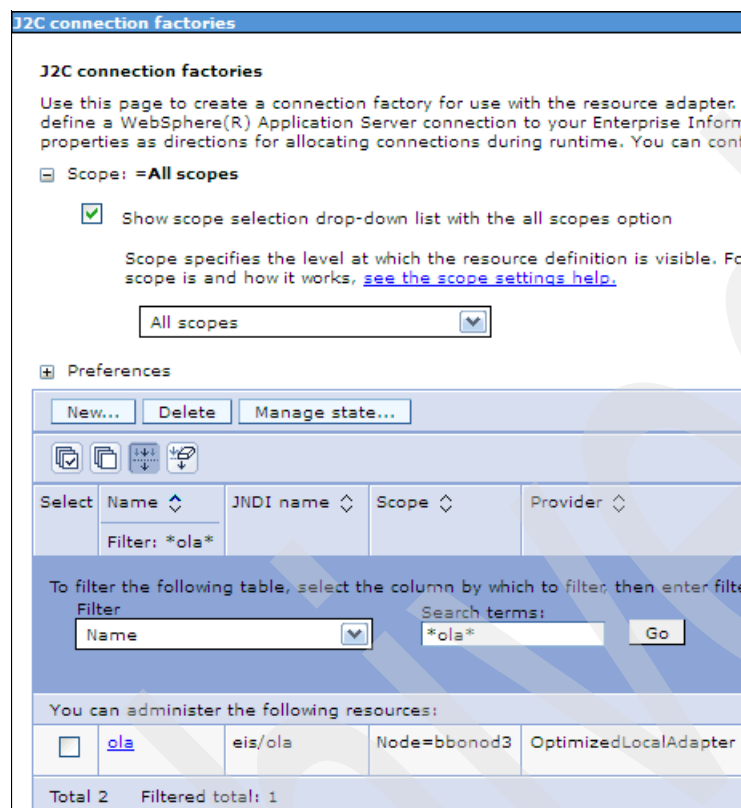 J2C connection factories
J2C connection factories
Use this page to create a connection factory for use with the resource adapter.
define a WebSphere(R) Application Server connection to your Enterprise Inform
properties as directions for allocating connections during runtime. You can conf
Scope: =All scopes
Show scope selection drop-down list with the all scopes option
Scope specifies the level at which the resource definition is visible. Fo
scope is and how it works, see the scope settings help.
All scopes
Preferences
New... Delete Manage state...
Select Name JNDI name Scope Provider
Filter: *ola*
To filter the following table, select the column by which to filter, then enter filte
Filter Search terms:
Name *ola* Go
You can administer the following resources:
ola eis/ola Node=bbonod3 OptimizedLocalAdapter
Total 2 Filtered total: 1